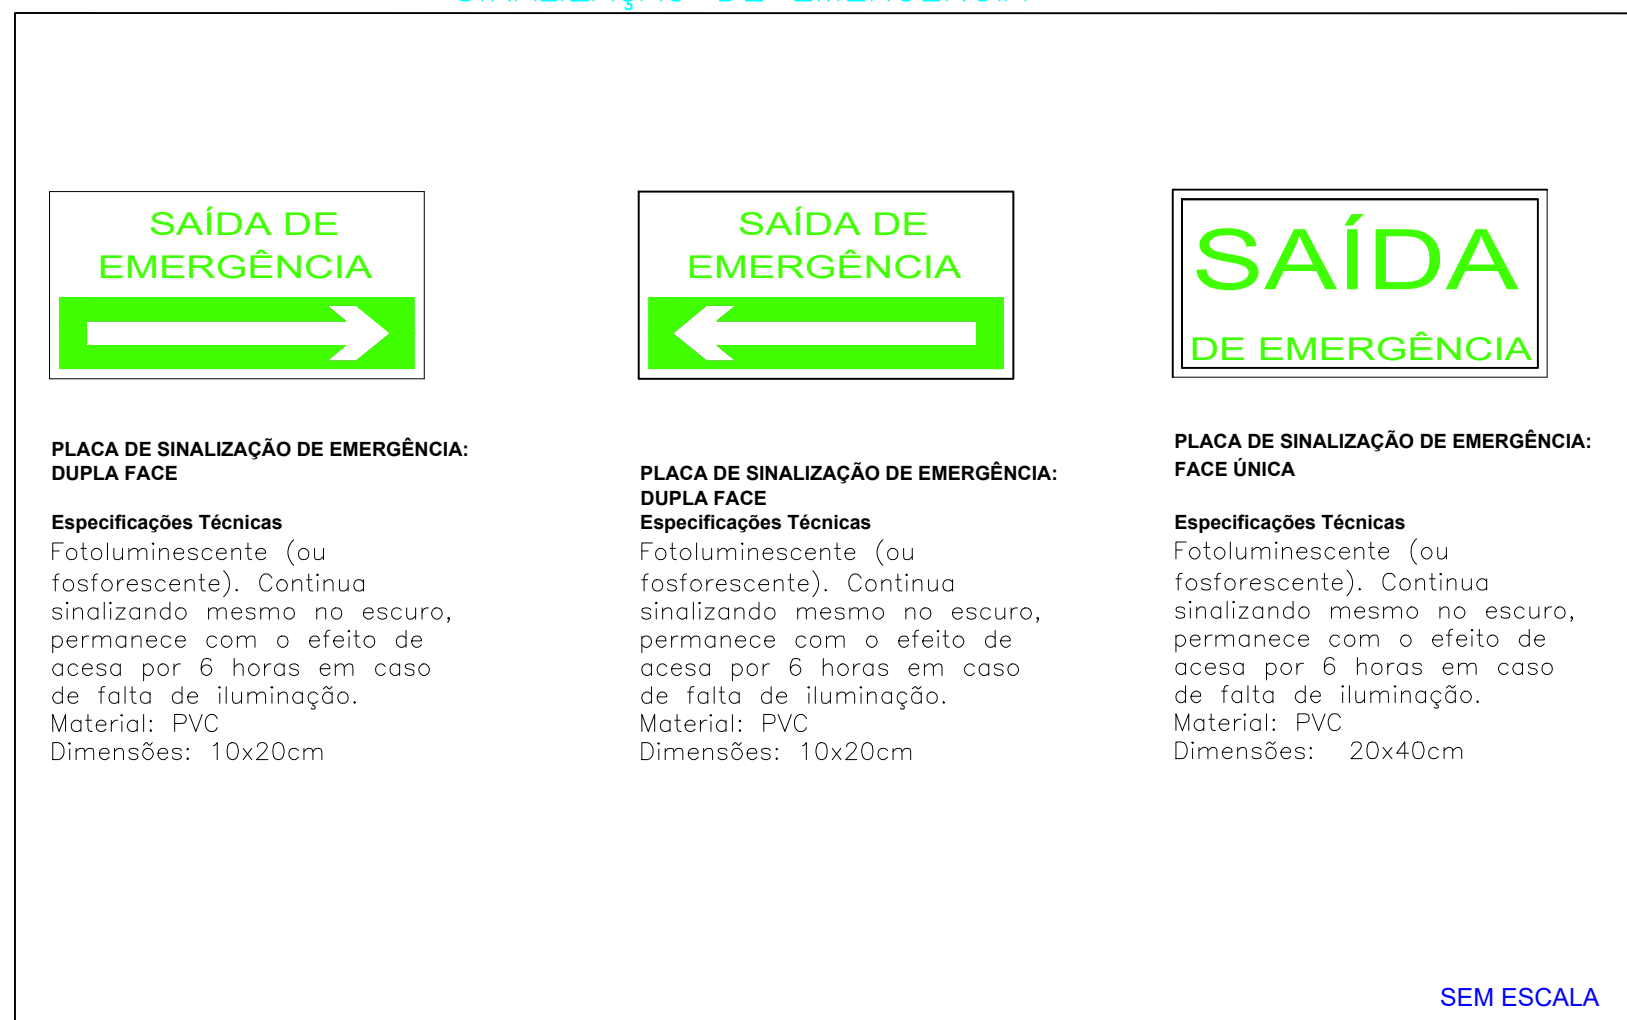 SINALIZAÇÃO DE EMERGÊNCIA
SAÍDA DE
EMERGÊNCIA
PLACA DE SINALIZAÇÃO DE EMERGÊNCIA:
DUPLA FACE
Especificações Técnicas
Fotoluminescente (ou
fosforescente). Continua
sinalizando mesmo no escuro,
permanece com o efeito de
acesa por 6 horas em caso
de falta de iluminação.
Material: PVC
Dimensões: 10x20cm
SAÍDA DE
EMERGÊNCIA
PLACA DE SINALIZAÇÃO DE EMERGÊNCIA:
DUPLA FACE
Especificações Técnicas
Fotoluminescente (ou
fosforescente). Continua
sinalizando mesmo no escuro,
permanece com o efeito de
acesa por 6 horas em caso
de falta de iluminação.
Material: PVC
Dimensões: 10x20cm
SAÍDA
DE EMERGÊNCIA
PLACA DE SINALIZAÇÃO DE EMERGÊNCIA:
FACE ÚNICA
Especificações Técnicas
Fotoluminescente (ou
fosforescente). Continua
sinalizando mesmo no escuro,
permanece com o efeito de
acesa por 6 horas em caso
de falta de iluminação.
Material: PVC
Dimensões: 20x40cm
SEM ESCALA